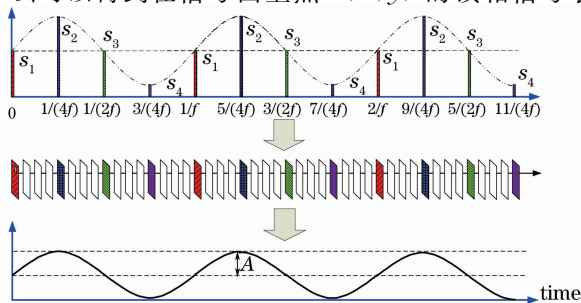 s₂ s₂ s₂
s₁ s₃ s₁ s₃ s₁ s₃
s₄ s₄ s₄
0 1/(4f) 1/(2f) 3/(4f) 1/f 5/(4f) 3/(2f) 7/(4f) 2/f 9/(4f) 5/(2f) 11/(4f)
A
time